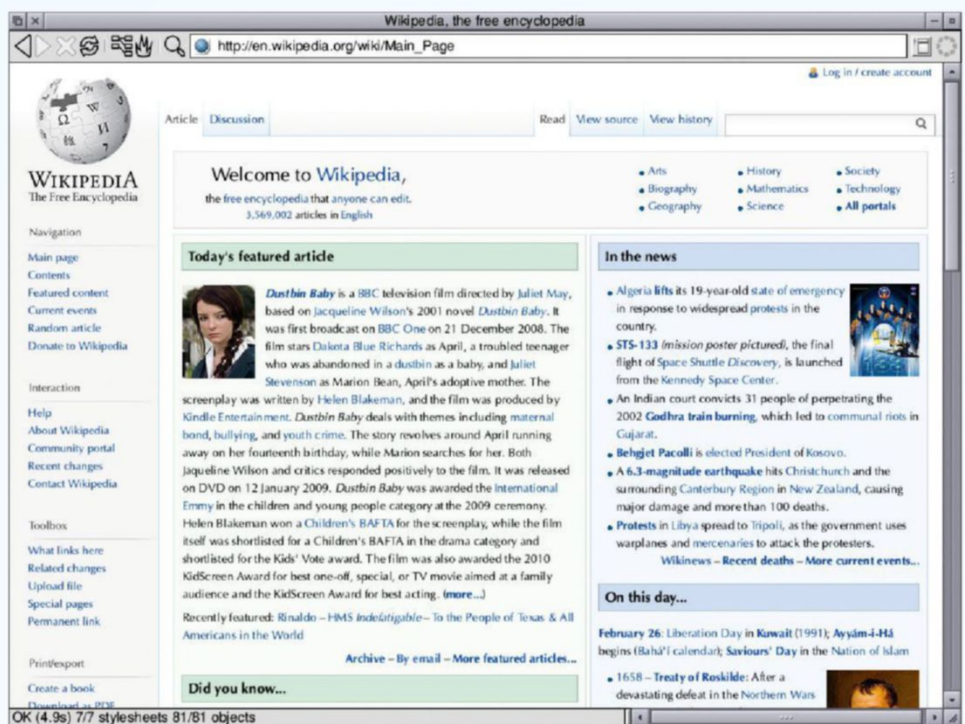 Wikipedia, the free encyclopedia
http://en.wikipedia.org/wiki/Main_Page
Log in / create account
Article Discussion Read View source View history
WIKIPEDIA
The Free Encyclopedia
Navigation
Main page
Contents
Featured content
Current events
Random article
Donate to Wikipedia
Interaction
Help
About Wikipedia
Community portal
Recent changes
Contact Wikipedia
Toolbox
What links here
Related changes
Upload file
Special pages
Permanent link
Print/export
Create a book
Download as PDF
Welcome to Wikipedia,
the free encyclopedia that anyone can edit.
3,569,002 articles in English
• Arts
• Biography
• Geography
• History
• Mathematics
• Science
• Society
• Technology
• All portals
Today's featured article
Dustbin Baby is a BBC television film directed by Juliet May,
based on Jacqueline Wilson's 2001 novel Dustbin Baby. It
was first broadcast on BBC One on 21 December 2008. The
film stars Dakota Blue Richards as April, a troubled teenager
who was abandoned in a dustbin as a baby, and Juliet
Stevenson as Marion Bean, April's adoptive mother. The
screenplay was written by Helen Blakeman, and the film was produced by
Kindle Entertainment. Dustbin Baby deals with themes including maternal
bond, bullying, and youth crime. The story revolves around April running
away on her fourteenth birthday, while Marion searches for her. Both
Jaqueline Wilson and critics responded positively to the film. It was released
on DVD on 12 January 2009. Dustbin Baby was awarded the International
Emmy in the children and young people category at the 2009 ceremony.
Helen Blakeman won a Children's BAFTA for the screenplay, while the film
itself was shortlisted for a Children's BAFTA in the drama category and
shortlisted for the Kids' Vote award. The film was also awarded the 2010
KidScreen Award for best one-off, special, or TV movie aimed at a family
audience and the KidScreen Award for best acting. (more...)
Recently featured: Rinaldo – HMS Indefatigable – To the People of Texas & All
Americans in the World
Archive – By email – More featured articles...
Did you know...
In the news
• Algeria lifts its 19-year-old state of emergency
in response to widespread protests in the
country.
• STS-133 (mission poster pictured), the final
flight of Space Shuttle Discovery, is launched
from the Kennedy Space Center.
• An Indian court convicts 31 people of perpetrating the
2002 Godhra train burning, which led to communal riots in
Gujarat.
• Behgjet Pacolli is elected President of Kosovo.
• A 6.3-magnitude earthquake hits Christchurch and the
surrounding Canterbury Region in New Zealand, causing
major damage and more than 100 deaths.
• Protests in Libya spread to Tripoli, as the government uses
warplanes and mercenaries to attack the protesters.
Wikinews – Recent deaths – More current events...
On this day...
February 26: Liberation Day in Kuwait (1991); Ayyám-i-Há
begins (Bahá'í calendar); Saviours' Day in the Nation of Islam
• 1658 – Treaty of Roskilde: After a
devastating defeat in the Northern Wars
OK (4.9s) 7/7 stylesheets 81/81 objects